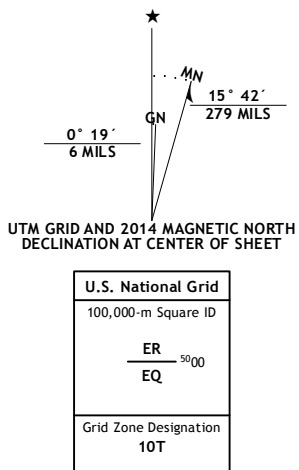 ★
MN
GN
15° 42´
279 MILS
0° 19´
6 MILS
UTM GRID AND 2014 MAGNETIC NORTH
DECLINATION AT CENTER OF SHEET
U.S. National Grid
100,000-m Square ID
ER
5000
EQ
Grid Zone Designation
10T